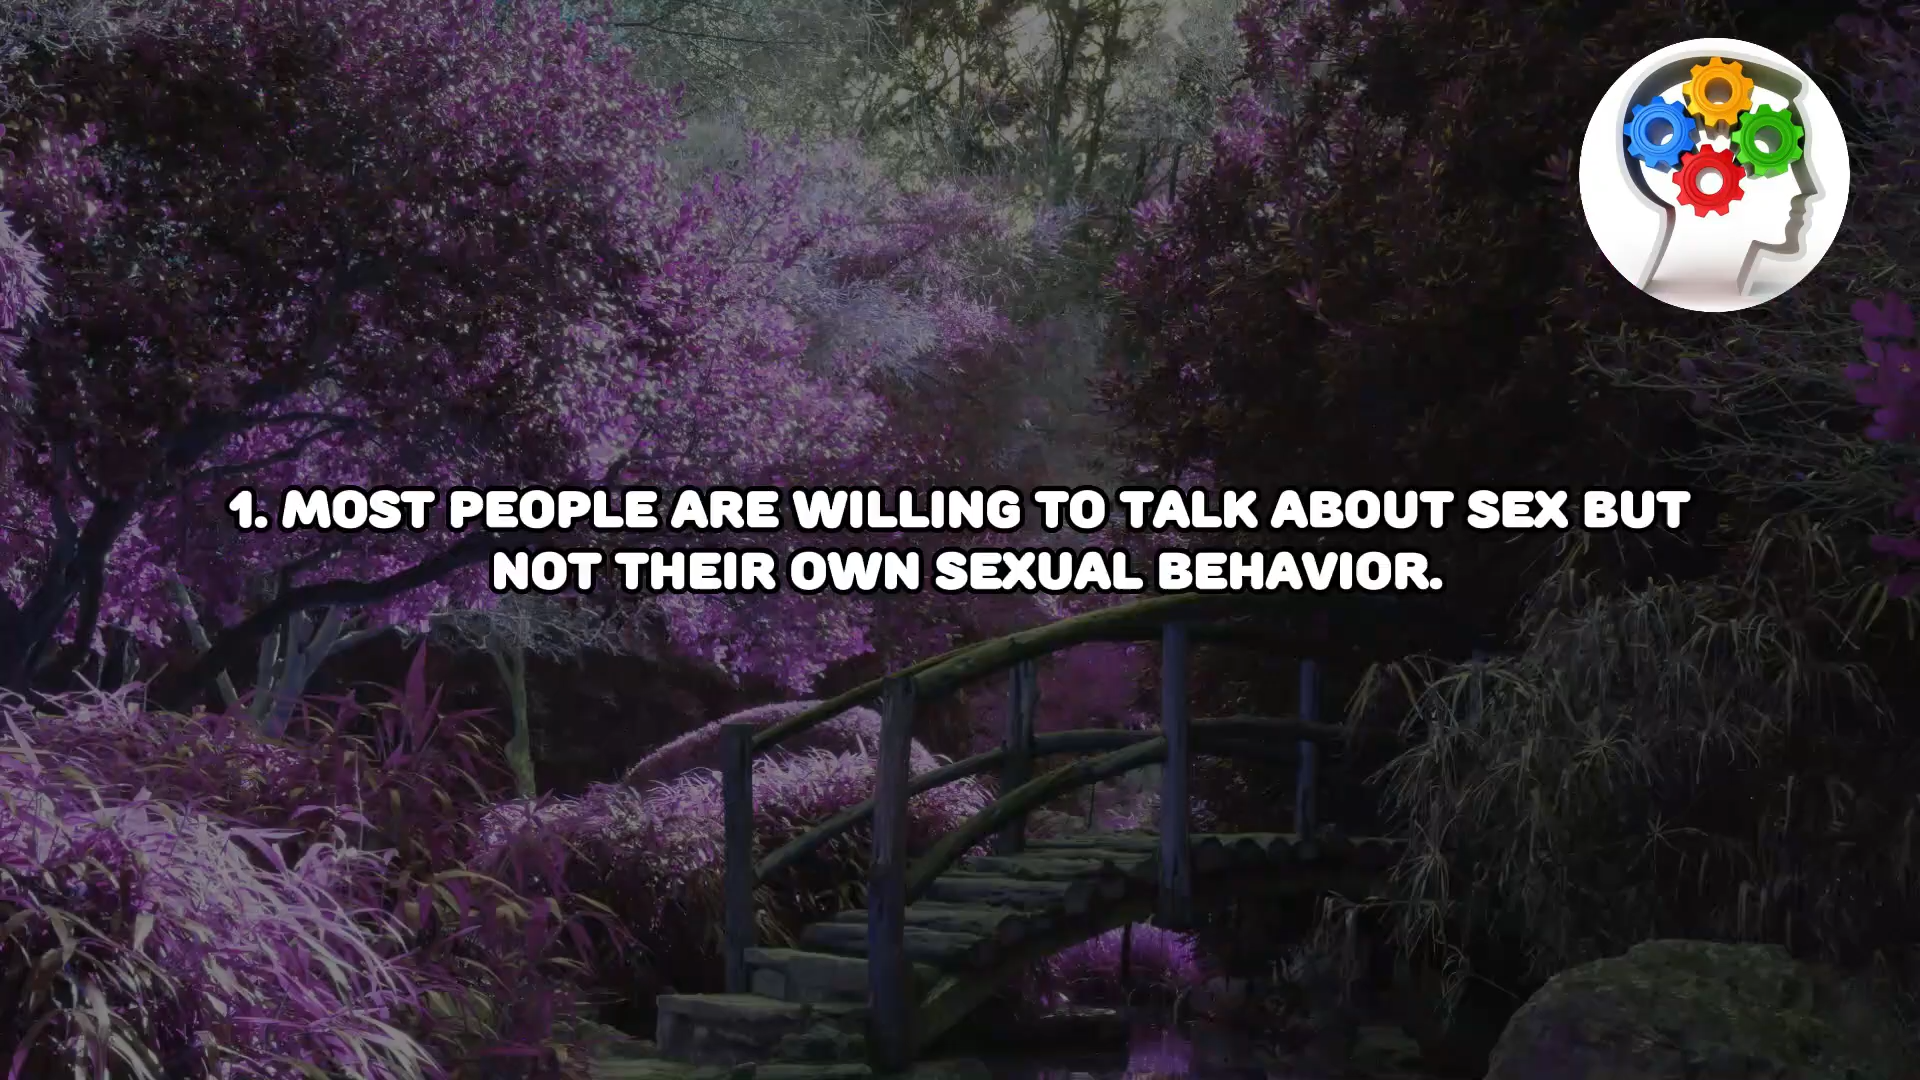 1. MOST PEOPLE ARE WILLING TO TALK ABOUT SEX BUT
NOT THEIR OWN SEXUAL BEHAVIOR.